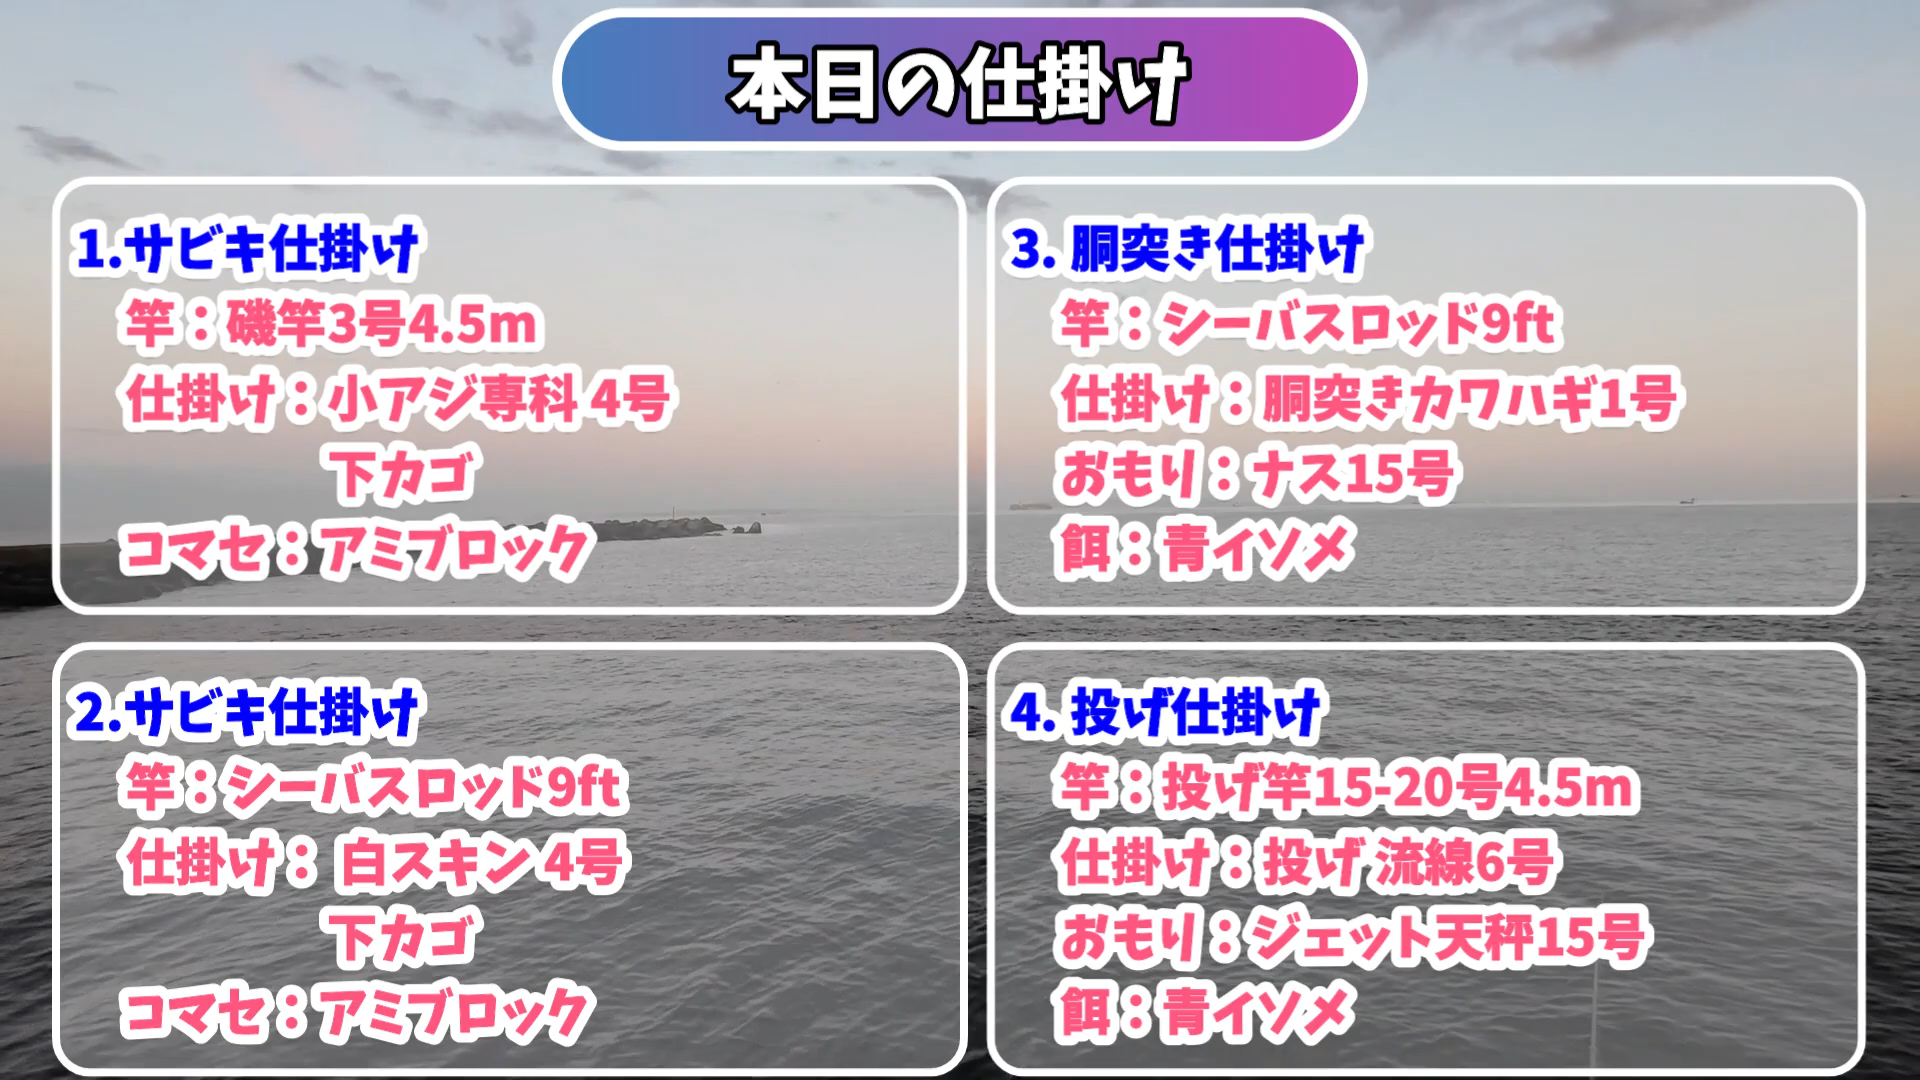 本日の仕掛け
1.サビキ仕掛け
竿：磯竿3号4.5m
仕掛け：小アジ専科 4号
下カゴ
コマセ：アミブロック
2.サビキ仕掛け
竿：シーバスロッド9ft
仕掛け： 白スキン 4号
下カゴ
コマセ：アミブロック
3. 胴突き仕掛け
竿：シーバスロッド9ft
仕掛け：胴突きカワハギ1号
おもり：ナス15号
餌：青イソメ
4. 投げ仕掛け
竿：投げ竿15-20号4.5m
仕掛け：投げ 流線6号
おもり：ジェット天秤15号
餌：青イソメ